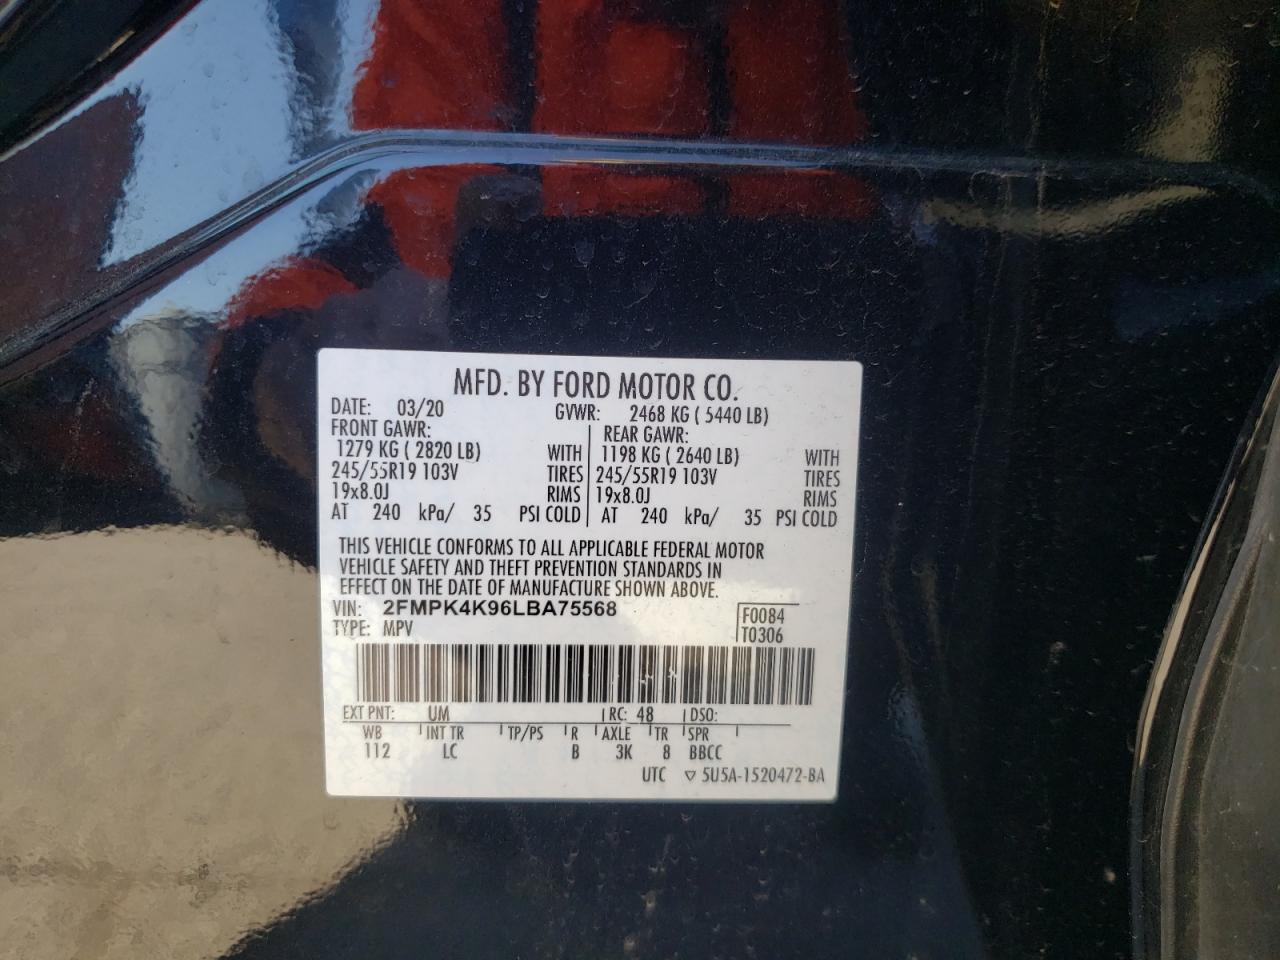 MFD. BY FORD MOTOR CO.
DATE: 03/20 GVWR: 2468 KG ( 5440 LB)
FRONT GAWR: REAR GAWR:
1279 KG ( 2820 LB) WITH 1198 KG ( 2640 LB) WITH
245/55R19 103V TIRES 245/55R19 103V TIRES
19x8.0J RIMS 19x8.0J RIMS
AT 240 kPa/ 35 PSI COLD AT 240 kPa/ 35 PSI COLD
THIS VEHICLE CONFORMS TO ALL APPLICABLE FEDERAL MOTOR
VEHICLE SAFETY AND THEFT PREVENTION STANDARDS IN
EFFECT ON THE DATE OF MANUFACTURE SHOWN ABOVE.
VIN: 2FMPK4K96LBA75568 F0084
TYPE: MPV T0306
EXT PNT: UM RC: 48 DSO:
WB INT TR TP/PS R AXLE TR SPR
112 LC B 3K 8 BBCC
UTC ▽ 5U5A-1520472-BA